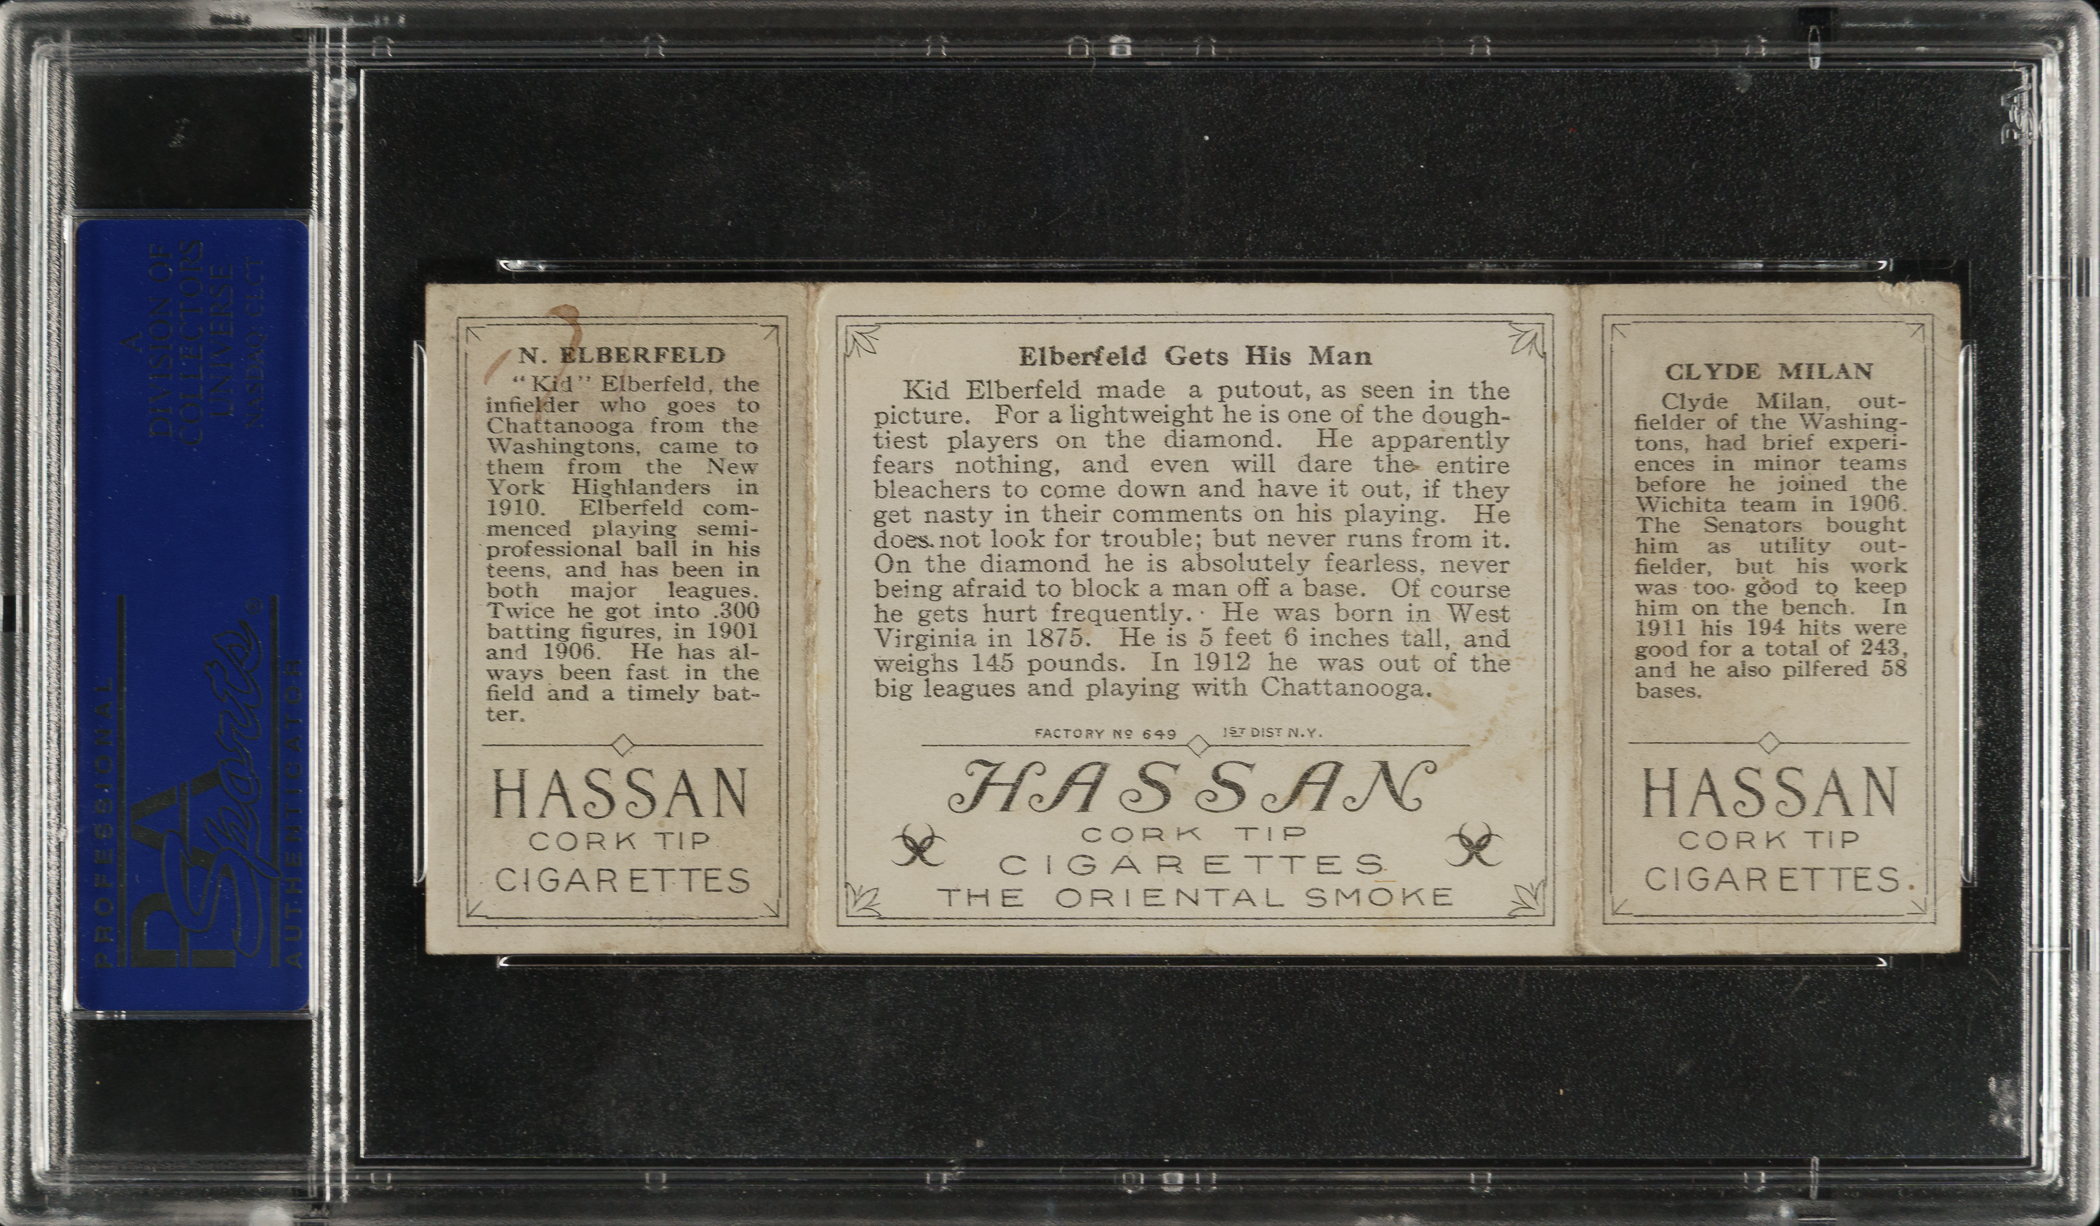 A
DIVISION OF
COLLECTORS
UNIVERSE
NASDAQ: CLCT
PROFESSIONAL
PSA
Sports
AUTHENTICATOR
N. ELBERFELD
"Kid" Elberfeld, the
infielder who goes to
Chattanooga from the
Washingtons, came to
them from the New
York Highlanders in
1910. Elberfeld com-
menced playing semi-
professional ball in his
teens, and has been in
both major leagues.
Twice he got into .300
batting figures, in 1901
and 1906. He has al-
ways been fast in the
field and a timely bat-
ter.
HASSAN
CORK TIP
CIGARETTES
Elberfeld Gets His Man
Kid Elberfeld made a putout, as seen in the
picture. For a lightweight he is one of the dough-
tiest players on the diamond. He apparently
fears nothing, and even will dare the entire
bleachers to come down and have it out, if they
get nasty in their comments on his playing. He
does not look for trouble; but never runs from it.
On the diamond he is absolutely fearless, never
being afraid to block a man off a base. Of course
he gets hurt frequently. He was born in West
Virginia in 1875. He is 5 feet 6 inches tall, and
weighs 145 pounds. In 1912 he was out of the
big leagues and playing with Chattanooga.
FACTORY Nº 649 1ST DIST N.Y.
HASSAN
CORK TIP
CIGARETTES
THE ORIENTAL SMOKE
CLYDE MILAN
Clyde Milan, out-
fielder of the Washing-
tons, had brief experi-
ences in minor teams
before he joined the
Wichita team in 1906.
The Senators bought
him as utility out-
fielder, but his work
was too good to keep
him on the bench. In
1911 his 194 hits were
good for a total of 243,
and he also pilfered 58
bases.
HASSAN
CORK TIP
CIGARETTES.
PSA